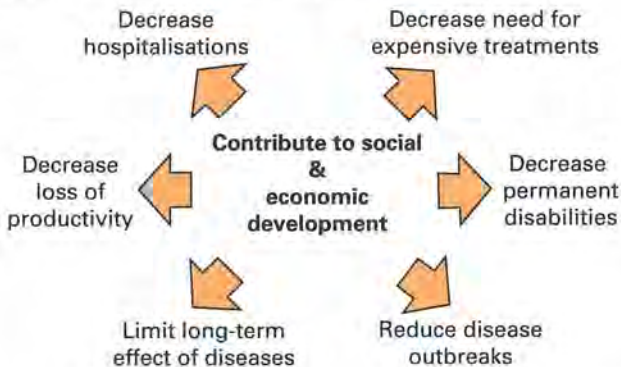 Decrease
hospitalisations
Decrease need for
expensive treatments
Contribute to social
&
economic
development
Decrease
loss of
productivity
Decrease
permanent
disabilities
Limit long-term
effect of diseases
Reduce disease
outbreaks